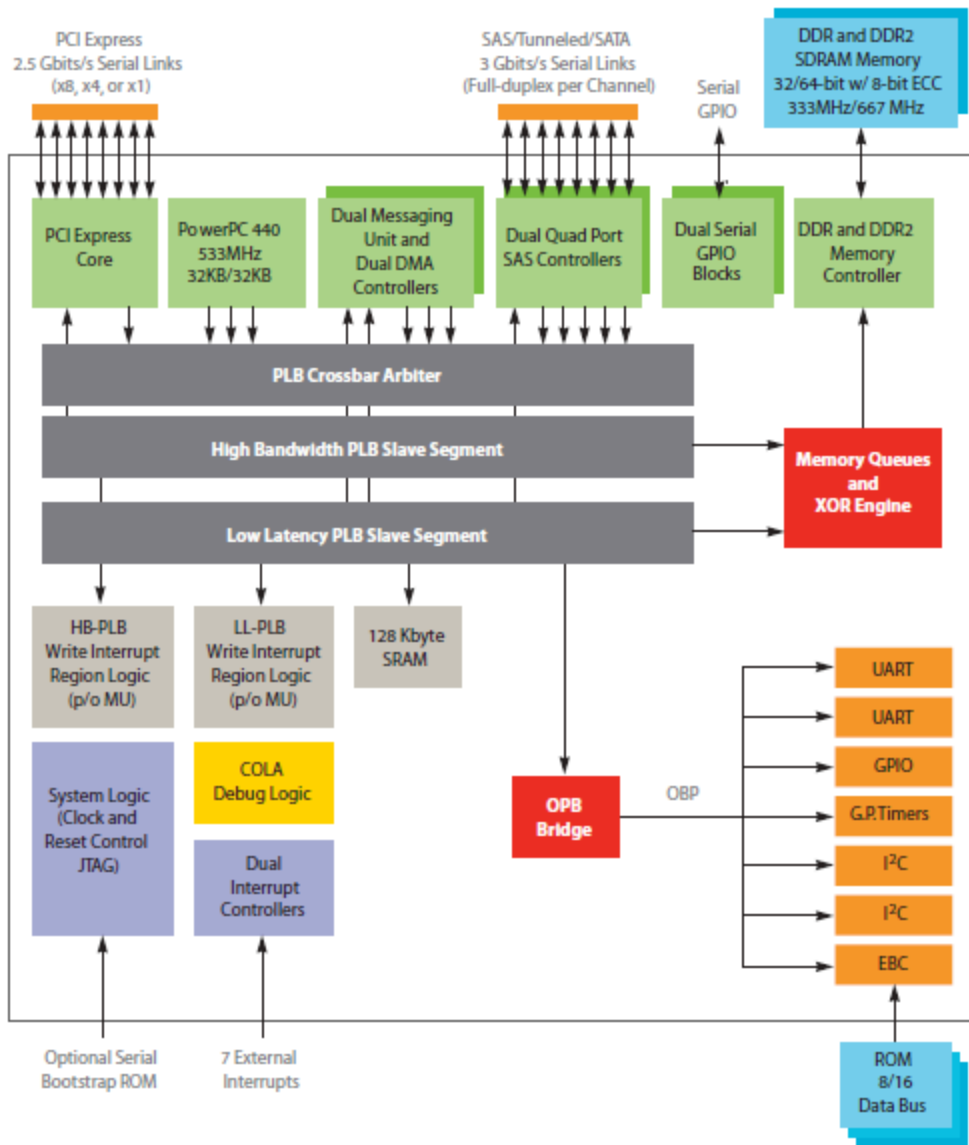 PCI Express
2.5 Gbits/s Serial Links
(x8, x4, or x1)
SAS/Tunneled/SATA
3 Gbits/s Serial Links
(Full-duplex per Channel)
Serial
GPIO
DDR and DDR2
SDRAM Memory
32/64-bit w/ 8-bit ECC
333MHz/667 MHz
PCI Express
Core
PowerPC 440
533MHz
32KB/32KB
Dual Messaging
Unit and
Dual DMA
Controllers
Dual Quad Port
SAS Controllers
Dual Serial
GPIO
Blocks
DDR and DDR2
Memory
Controller
PLB Crossbar Arbiter
High Bandwidth PLB Slave Segment
Low Latency PLB Slave Segment
Memory Queues
and
XOR Engine
HB-PLB
Write Interrupt
Region Logic
(p/o MU)
LL-PLB
Write Interrupt
Region Logic
(p/o MU)
128 Kbyte
SRAM
System Logic
(Clock and
Reset Control
JTAG)
COLA
Debug Logic
Dual
Interrupt
Controllers
OPB
Bridge
OBP
UART
UART
GPIO
G.P.Timers
I²C
I²C
EBC
Optional Serial
Bootstrap ROM
7 External
Interrupts
ROM
8/16
Data Bus